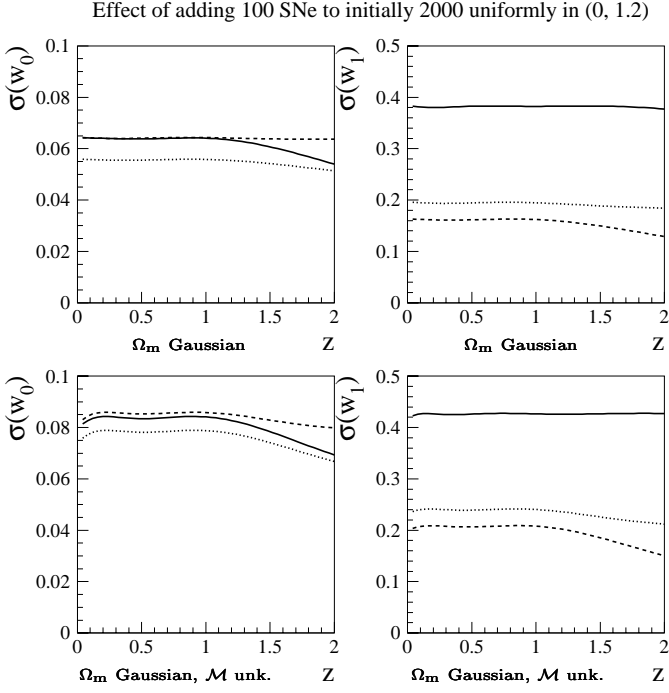 Effect of adding 100 SNe to initially 2000 uniformly in (0, 1.2)
σ(w₀)
0.1
0.08
0.06
0.04
0.02
0
0 0.5 1 1.5 2
Ωm Gaussian Z
σ(w₁)
0.5
0.4
0.3
0.2
0.1
0
0 0.5 1 1.5 2
Ωm Gaussian Z
σ(w₀)
0.1
0.08
0.06
0.04
0.02
0
0 0.5 1 1.5 2
Ωm Gaussian, ℳ unk. Z
σ(w₁)
0.5
0.4
0.3
0.2
0.1
0
0 0.5 1 1.5 2
Ωm Gaussian, ℳ unk. Z